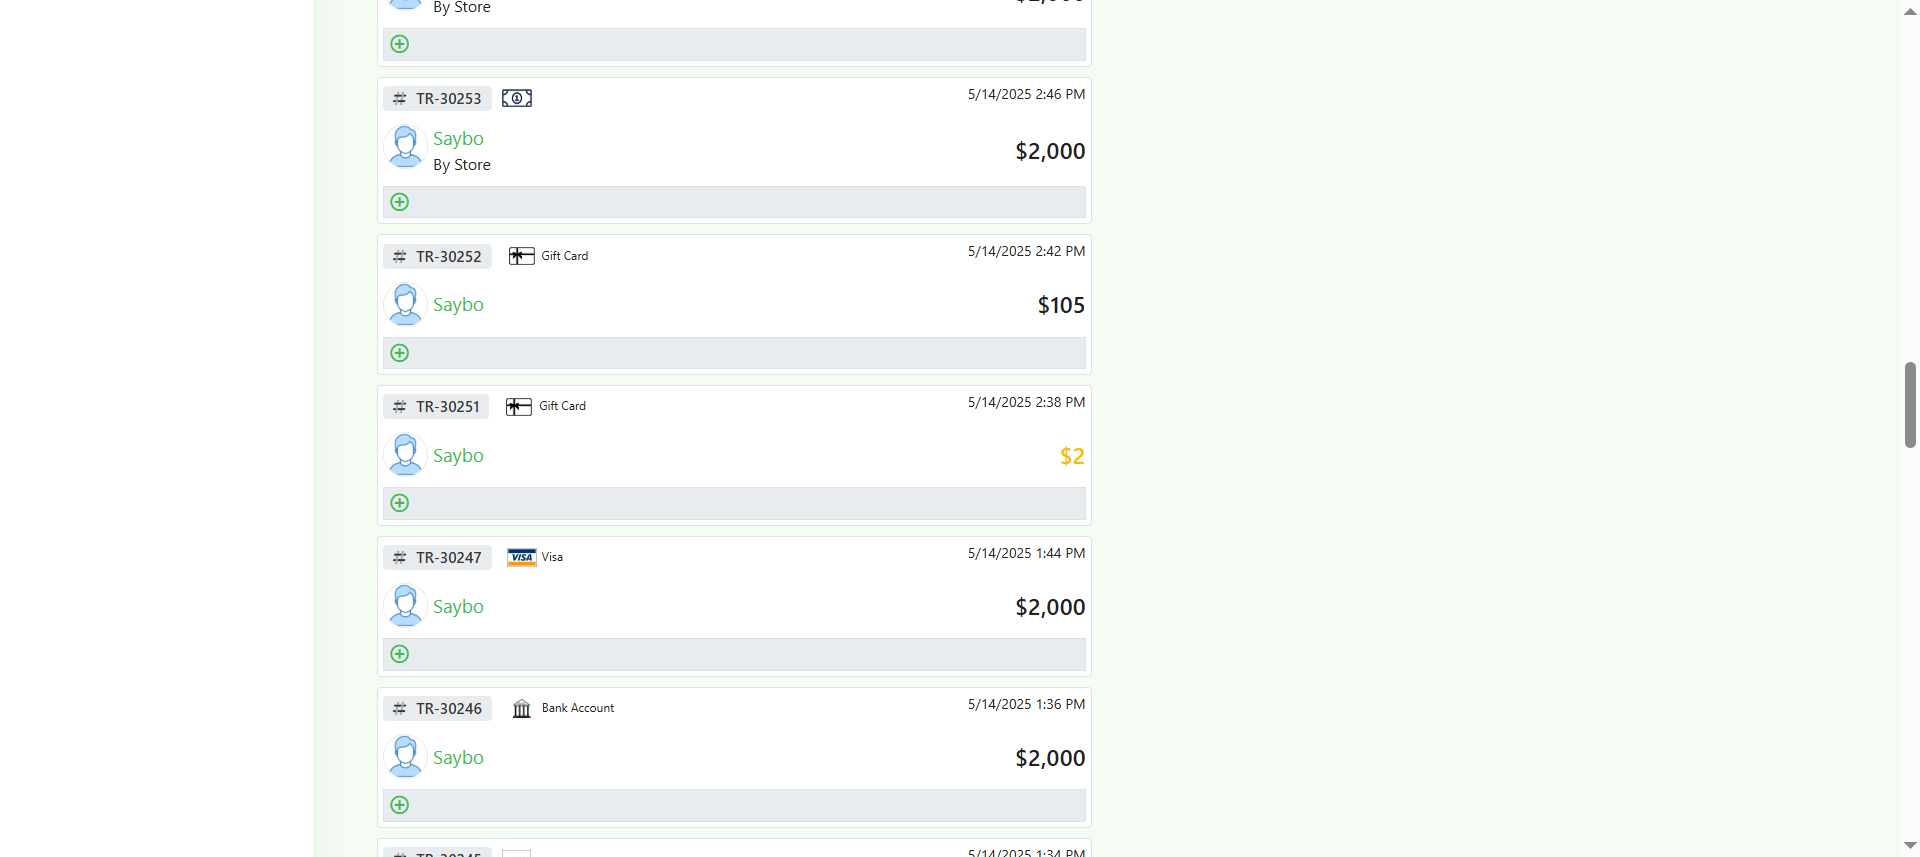 By Store
# TR-30253
5/14/2025 2:46 PM
Saybo
By Store
$2,000
# TR-30252 Gift Card
5/14/2025 2:42 PM
Saybo
$105
# TR-30251 Gift Card
5/14/2025 2:38 PM
Saybo
$2
# TR-30247 VISA Visa
5/14/2025 1:44 PM
Saybo
$2,000
# TR-30246 Bank Account
5/14/2025 1:36 PM
Saybo
$2,000
5/14/2025 1:34 PM